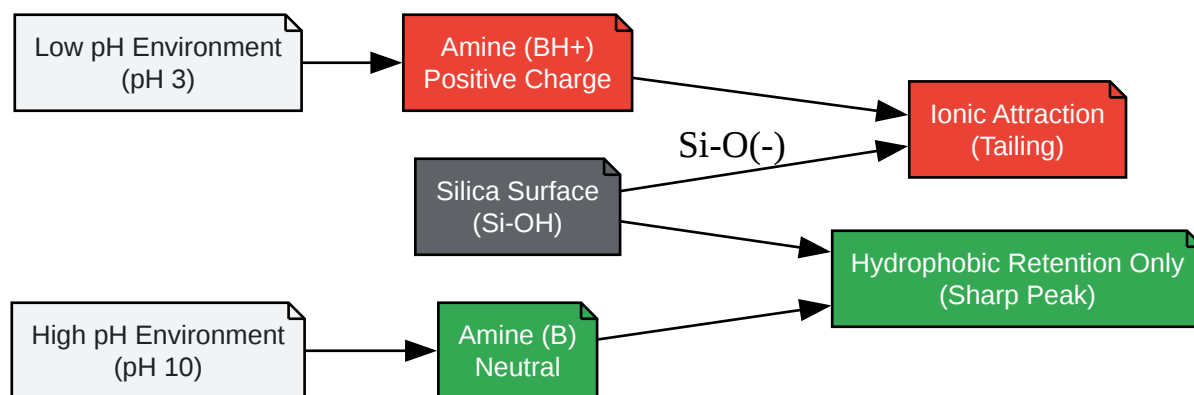 Low pH Environment
(pH 3)
Amine (BH+)
Positive Charge
Ionic Attraction
(Tailing)
Si-O(-)
Silica Surface
(Si-OH)
Hydrophobic Retention Only
(Sharp Peak)
High pH Environment
(pH 10)
Amine (B)
Neutral